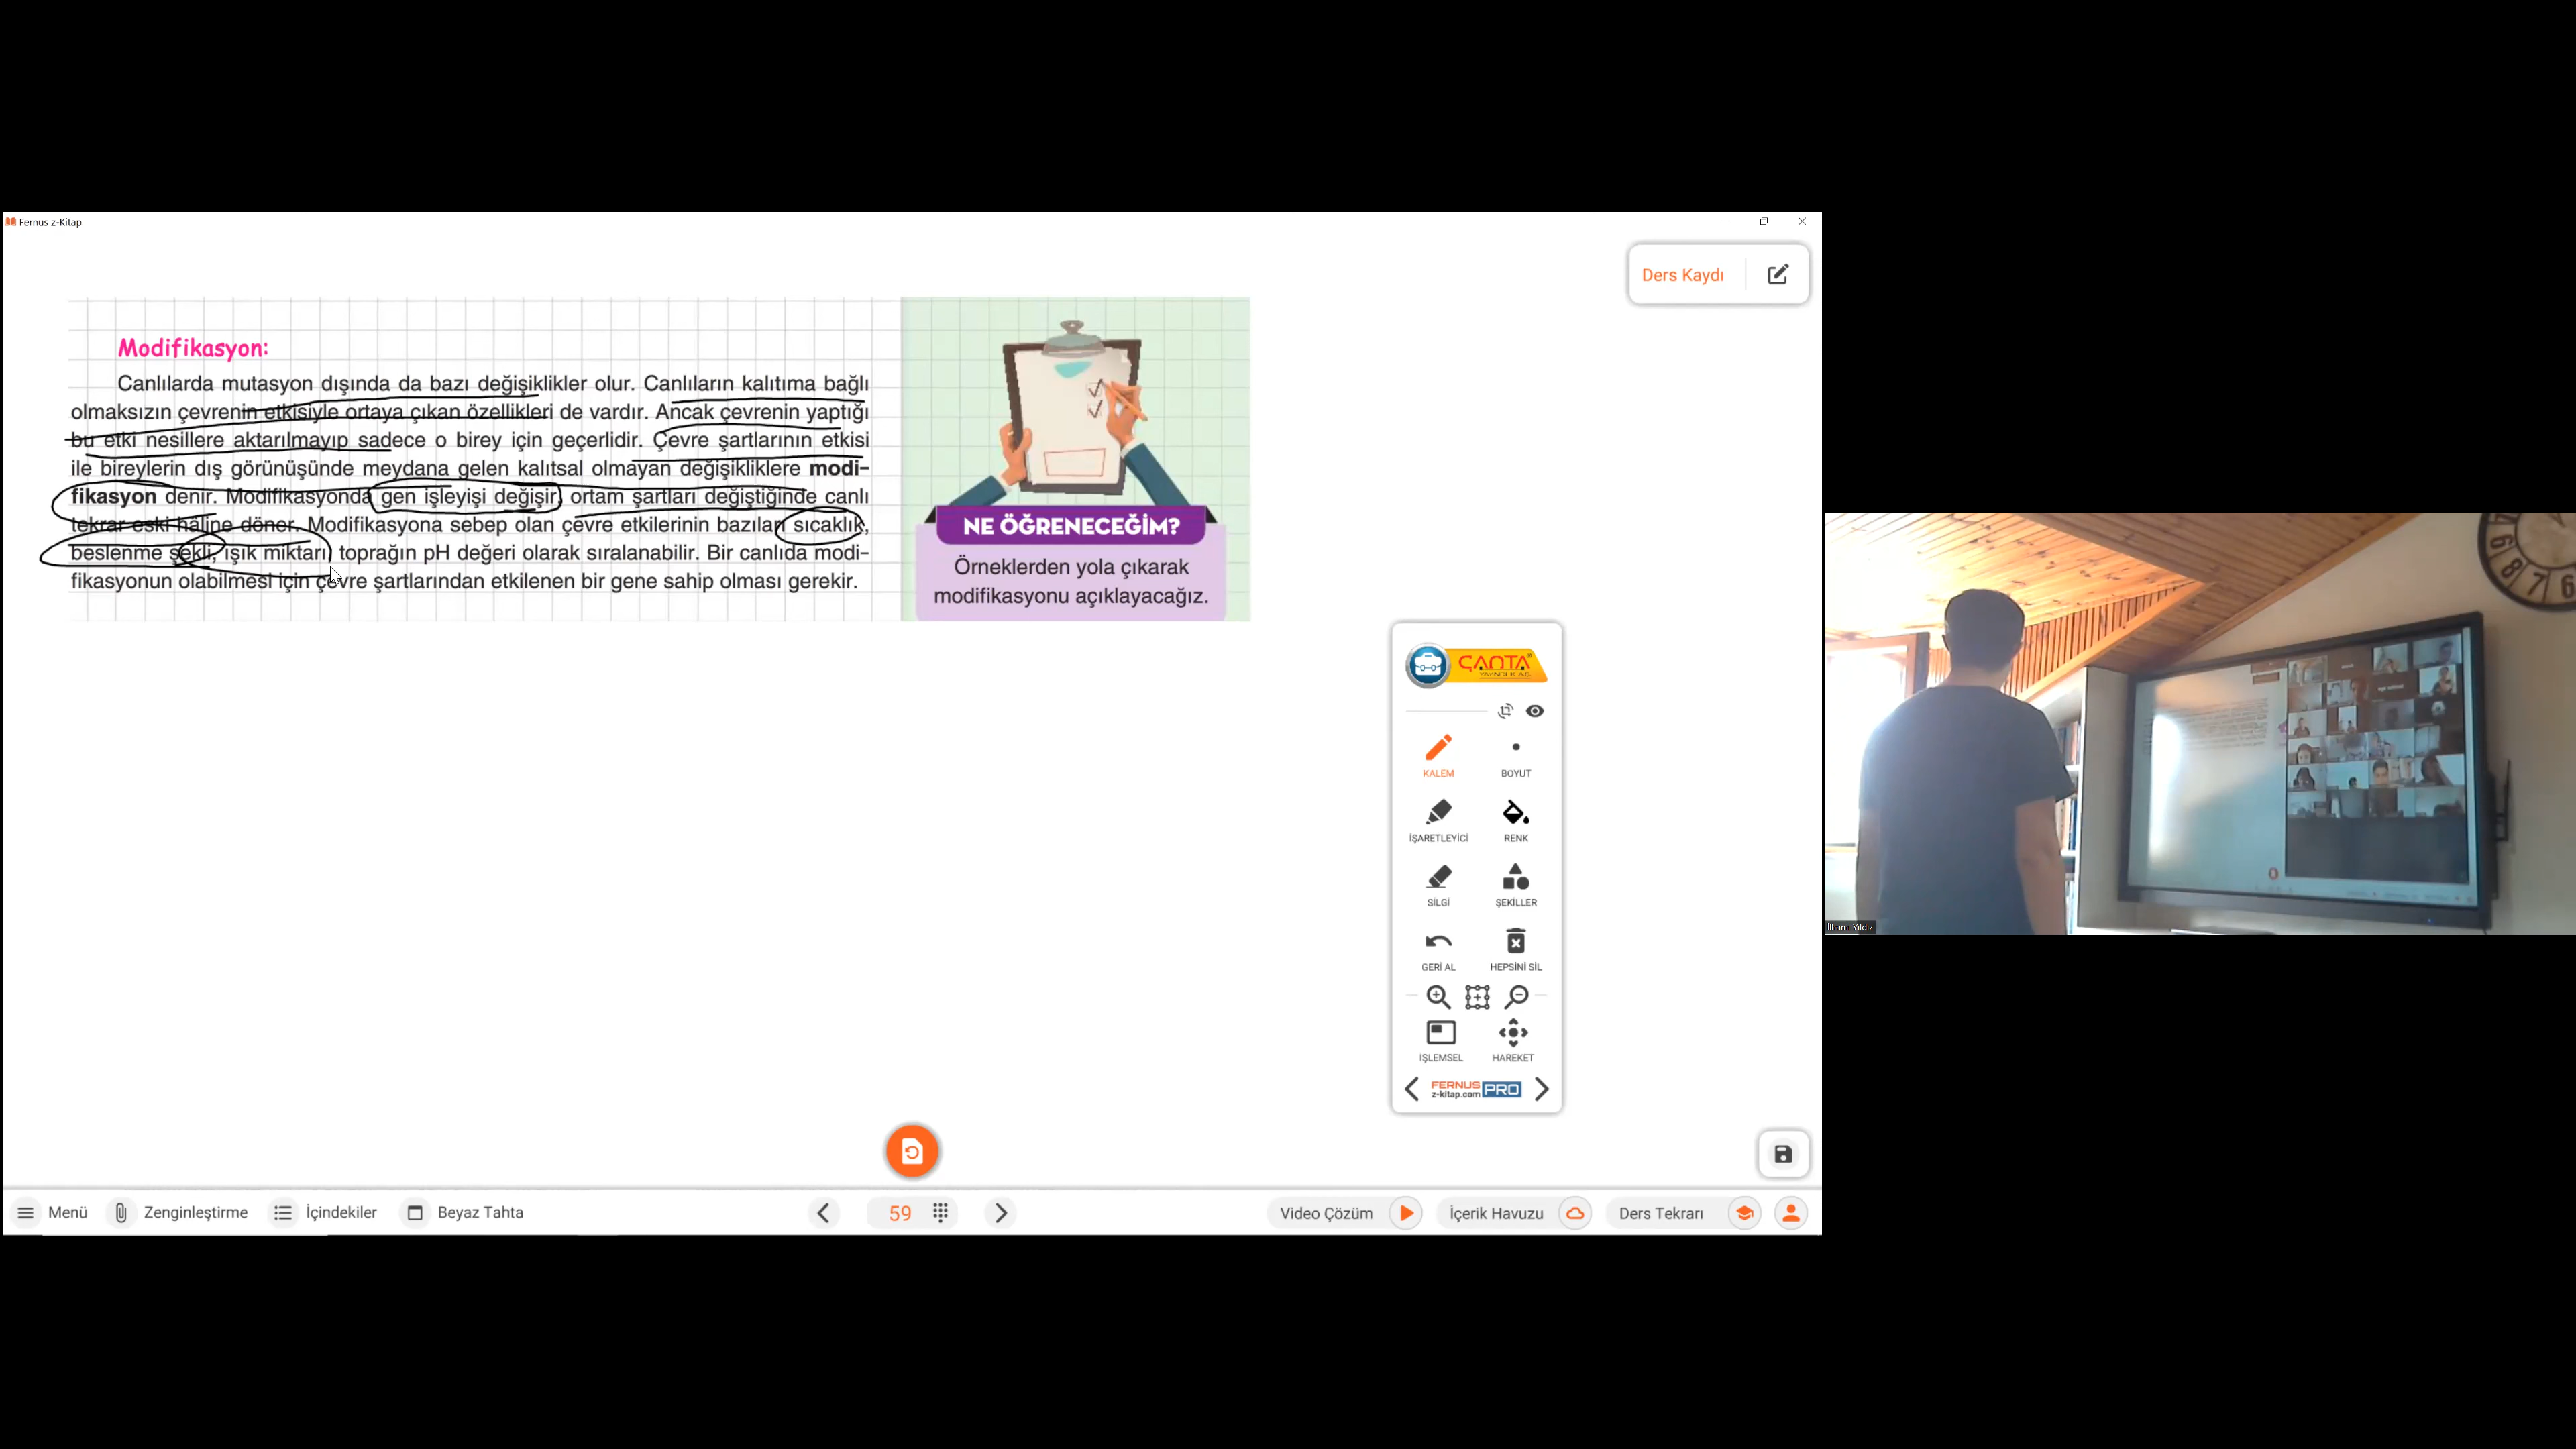 Fernus z-Kitap
Ders Kaydı
Modifikasyon:
Canlılarda mutasyon dışında da bazı değişiklikler olur. Canlıların kalıtıma bağlı
olmaksızın çevrenin etkisiyle ortaya çıkan özellikleri de vardır. Ancak çevrenin yaptığı
bu etki nesillere aktarılmayıp sadece o birey için geçerlidir. Çevre şartlarının etkisi
ile bireylerin dış görünüşünde meydana gelen kalıtsal olmayan değişikliklere modi-
fikasyon denir. Modifikasyonda gen işleyişi değişir, ortam şartları değiştiğinde canlı
tekrar eski hâline döner. Modifikasyona sebep olan çevre etkilerinin bazıları sıcaklık,
beslenme şekli, ışık miktarı, toprağın pH değeri olarak sıralanabilir. Bir canlıda modi-
fikasyonun olabilmesi için çevre şartlarından etkilenen bir gene sahip olması gerekir.
NE ÖĞRENECEĞİM?
Örneklerden yola çıkarak
modifikasyonu açıklayacağız.
ÇANTA
YAYINCILIK A.Ş.
KALEM
BOYUT
İŞARETLEYİCİ
RENK
SİLGİ
ŞEKİLLER
GERİ AL
HEPSİNİ SİL
İŞLEMSEL
HAREKET
FERNUS
z-kitap.com PRO
Menü
Zenginleştirme
İçindekiler
Beyaz Tahta
59
Video Çözüm
İçerik Havuzu
Ders Tekrarı
İlhami Yıldız
8 7 6
9